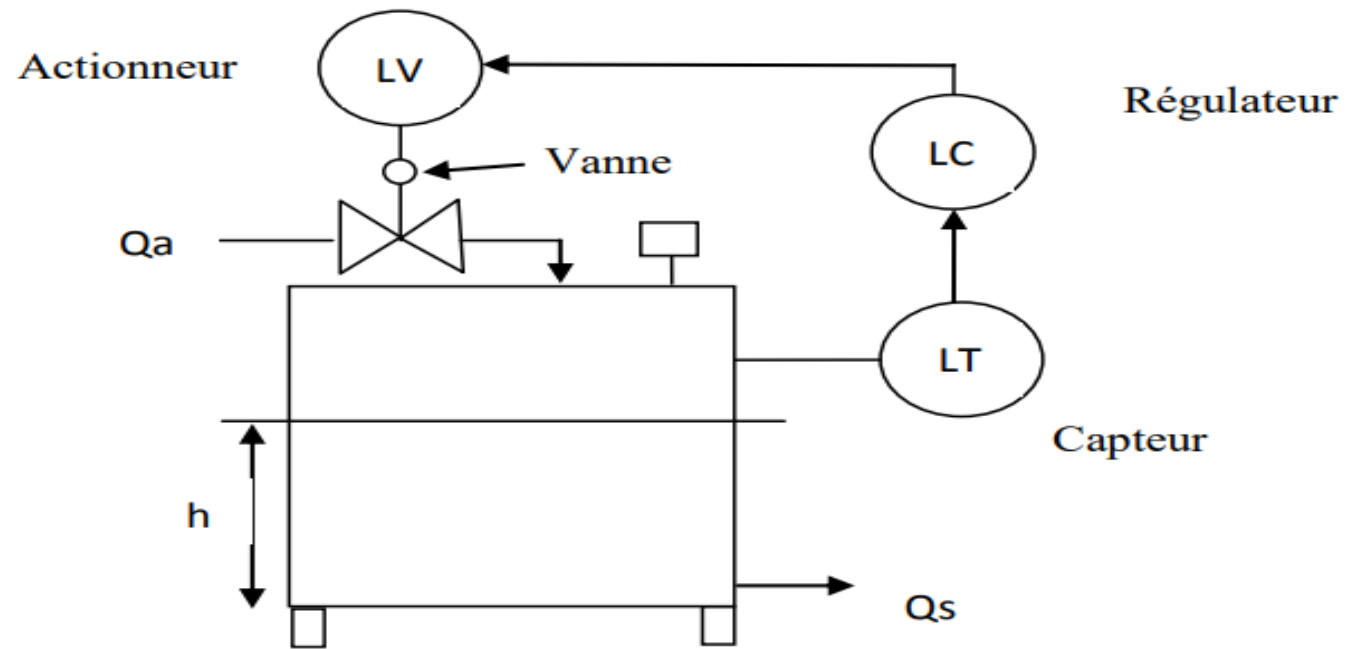 Actionneur
LV
Régulateur
LC
Vanne
Qa
LT
Capteur
h
Qs